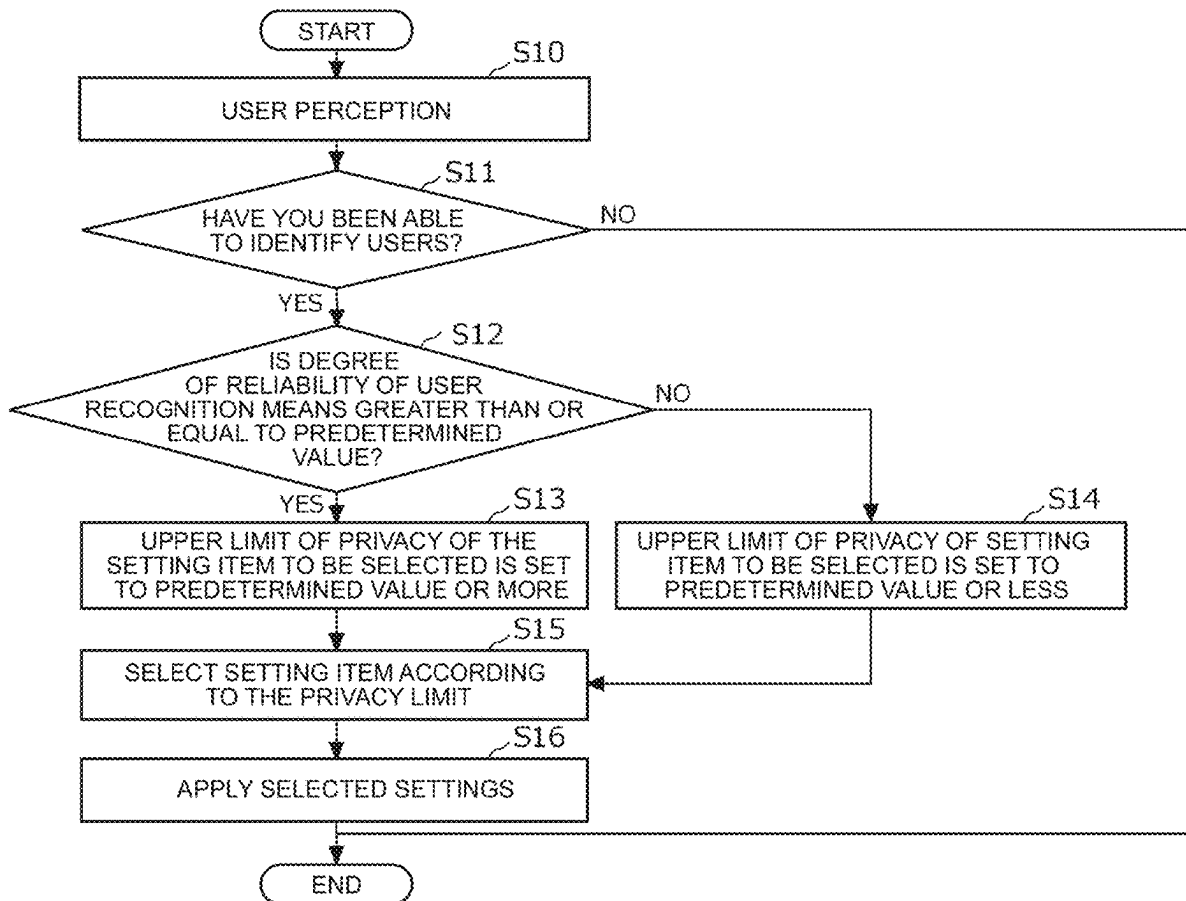 START
S10
USER PERCEPTION
S11
HAVE YOU BEEN ABLE
TO IDENTIFY USERS?
NO
YES
S12
IS DEGREE
OF RELIABILITY OF USER
RECOGNITION MEANS GREATER THAN OR
EQUAL TO PREDETERMINED
VALUE?
NO
YES
S13
UPPER LIMIT OF PRIVACY OF THE
SETTING ITEM TO BE SELECTED IS SET
TO PREDETERMINED VALUE OR MORE
S14
UPPER LIMIT OF PRIVACY OF SETTING
ITEM TO BE SELECTED IS SET TO
PREDETERMINED VALUE OR LESS
S15
SELECT SETTING ITEM ACCORDING
TO THE PRIVACY LIMIT
S16
APPLY SELECTED SETTINGS
END